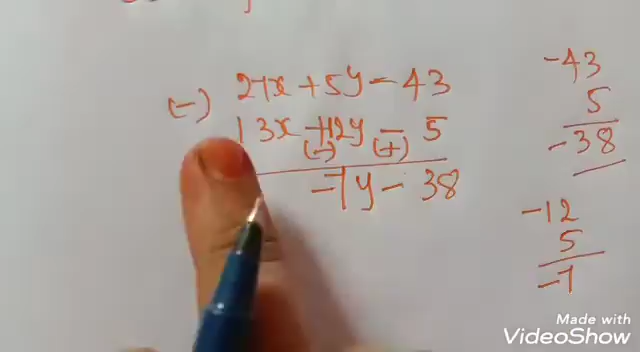 (-) 27x + 5y - 43
13x + 12y - 5
(-) (+)
-7y - 38
-43
5
-38
-12
5
-7
Made with
VideoShow